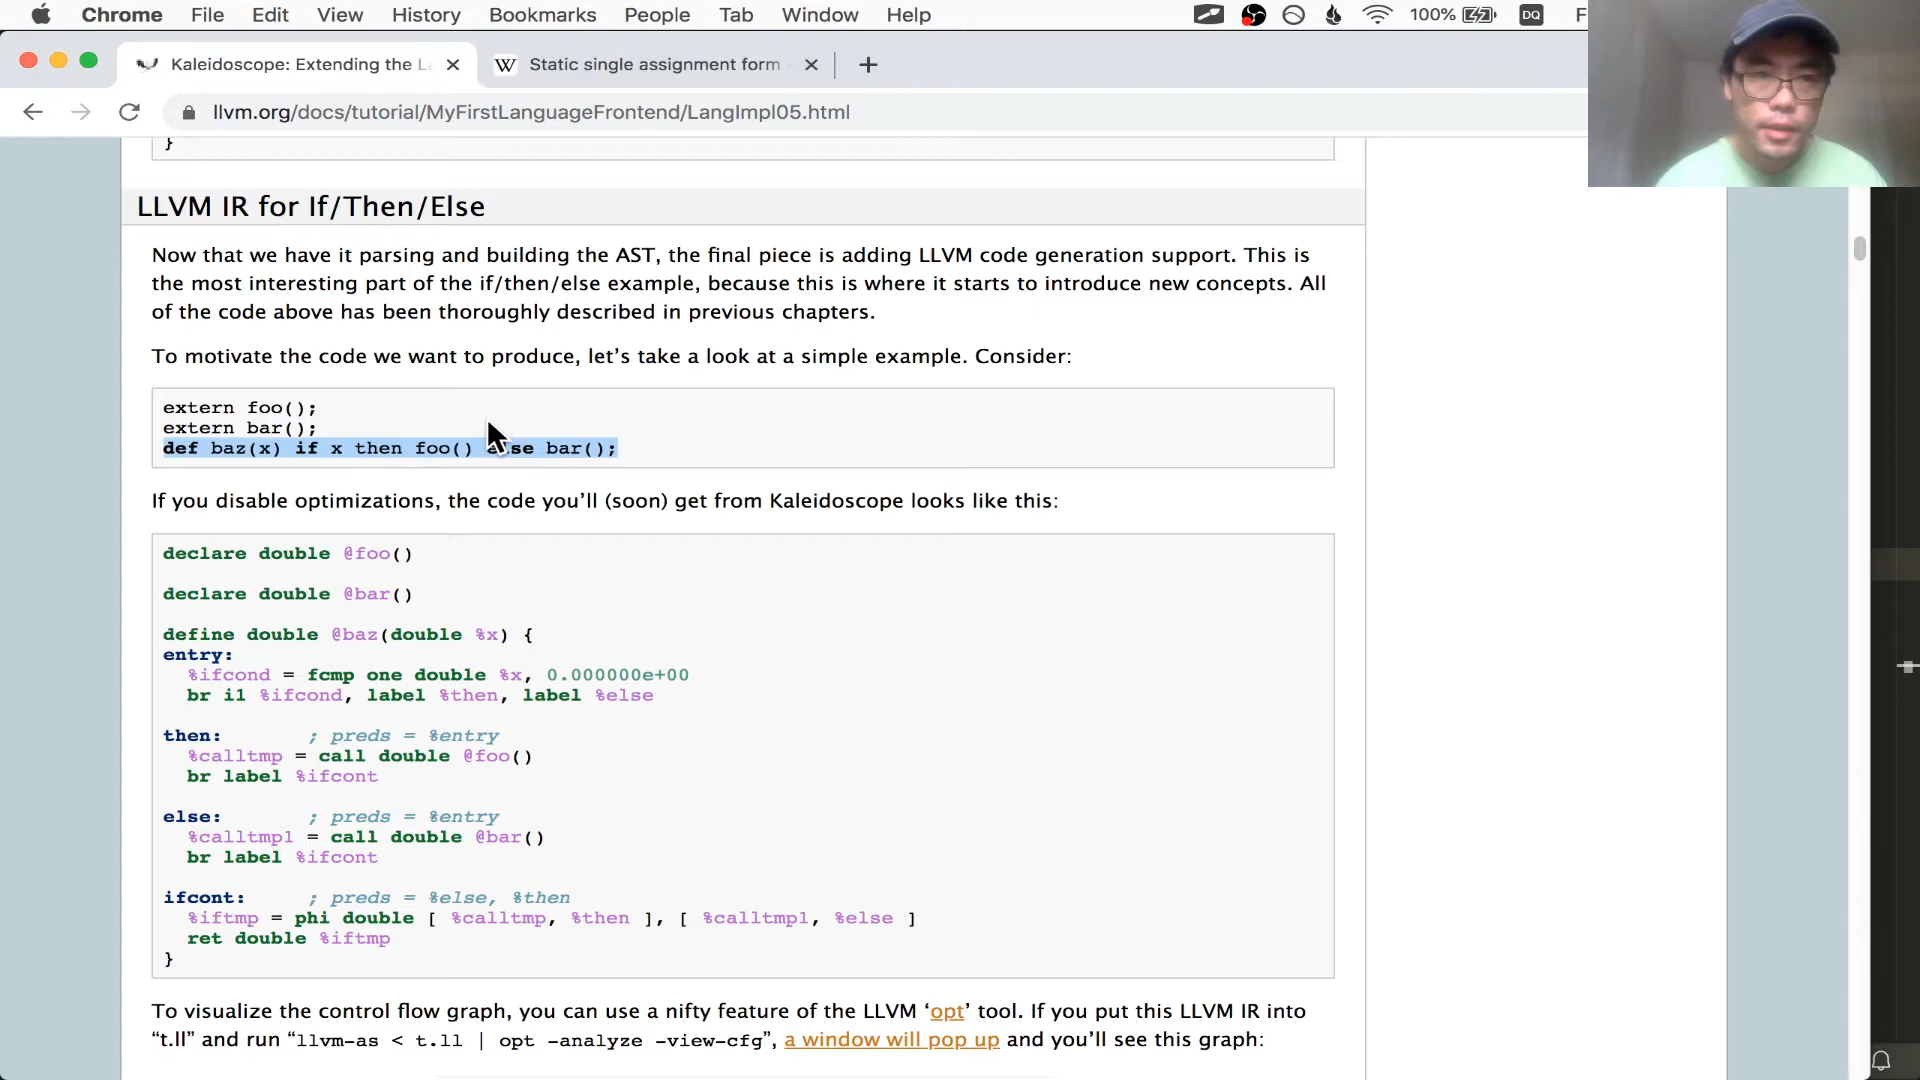 Chrome File Edit View History Bookmarks People Tab Window Help 100% DQ F
Kaleidoscope: Extending the La W Static single assignment form
llvm.org/docs/tutorial/MyFirstLanguageFrontend/LangImpl05.html
}
LLVM IR for If/Then/Else
Now that we have it parsing and building the AST, the final piece is adding LLVM code generation support. This is
the most interesting part of the if/then/else example, because this is where it starts to introduce new concepts. All
of the code above has been thoroughly described in previous chapters.
To motivate the code we want to produce, let's take a look at a simple example. Consider:
extern foo();
extern bar();
def baz(x) if x then foo() else bar();
If you disable optimizations, the code you'll (soon) get from Kaleidoscope looks like this:
declare double @foo()
declare double @bar()
define double @baz(double %x) {
entry:
%ifcond = fcmp one double %x, 0.000000e+00
br i1 %ifcond, label %then, label %else
then: ; preds = %entry
%calltmp = call double @foo()
br label %ifcont
else: ; preds = %entry
%calltmp1 = call double @bar()
br label %ifcont
ifcont: ; preds = %else, %then
%iftmp = phi double [ %calltmp, %then ], [ %calltmp1, %else ]
ret double %iftmp
}
To visualize the control flow graph, you can use a nifty feature of the LLVM 'opt' tool. If you put this LLVM IR into
"t.ll" and run "llvm-as < t.ll | opt -analyze -view-cfg", a window will pop up and you'll see this graph: